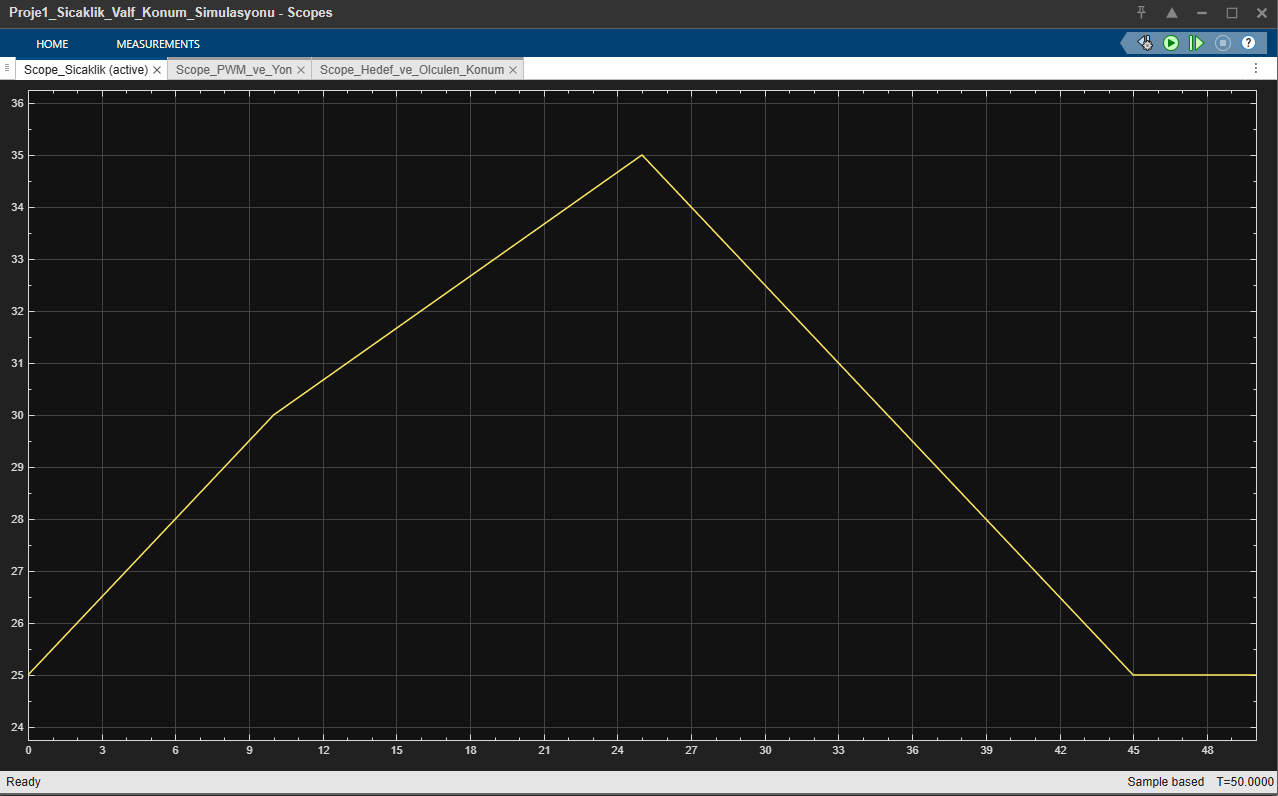 Proje1_Sicaklik_Valf_Konum_Simulasyonu - Scopes
HOME MEASUREMENTS
?
Scope_Sicaklik (active) Scope_PWM_ve_Yon Scope_Hedef_ve_Olculen_Konum
36
35
34
33
32
31
30
29
28
27
26
25
24
0 3 6 9 12 15 18 21 24 27 30 33 36 39 42 45 48
Ready Sample based T=50.0000